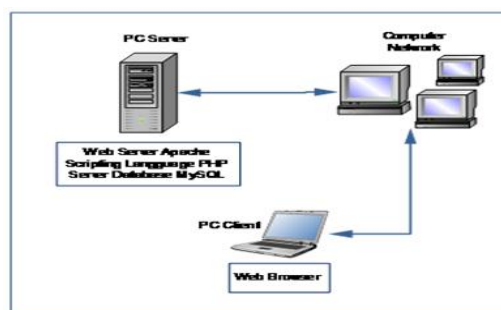 PC Server
Computer
Network
Web Server Apache
Scripting Langguage PHP
Server Database MySQL
PC Client
Web Browser